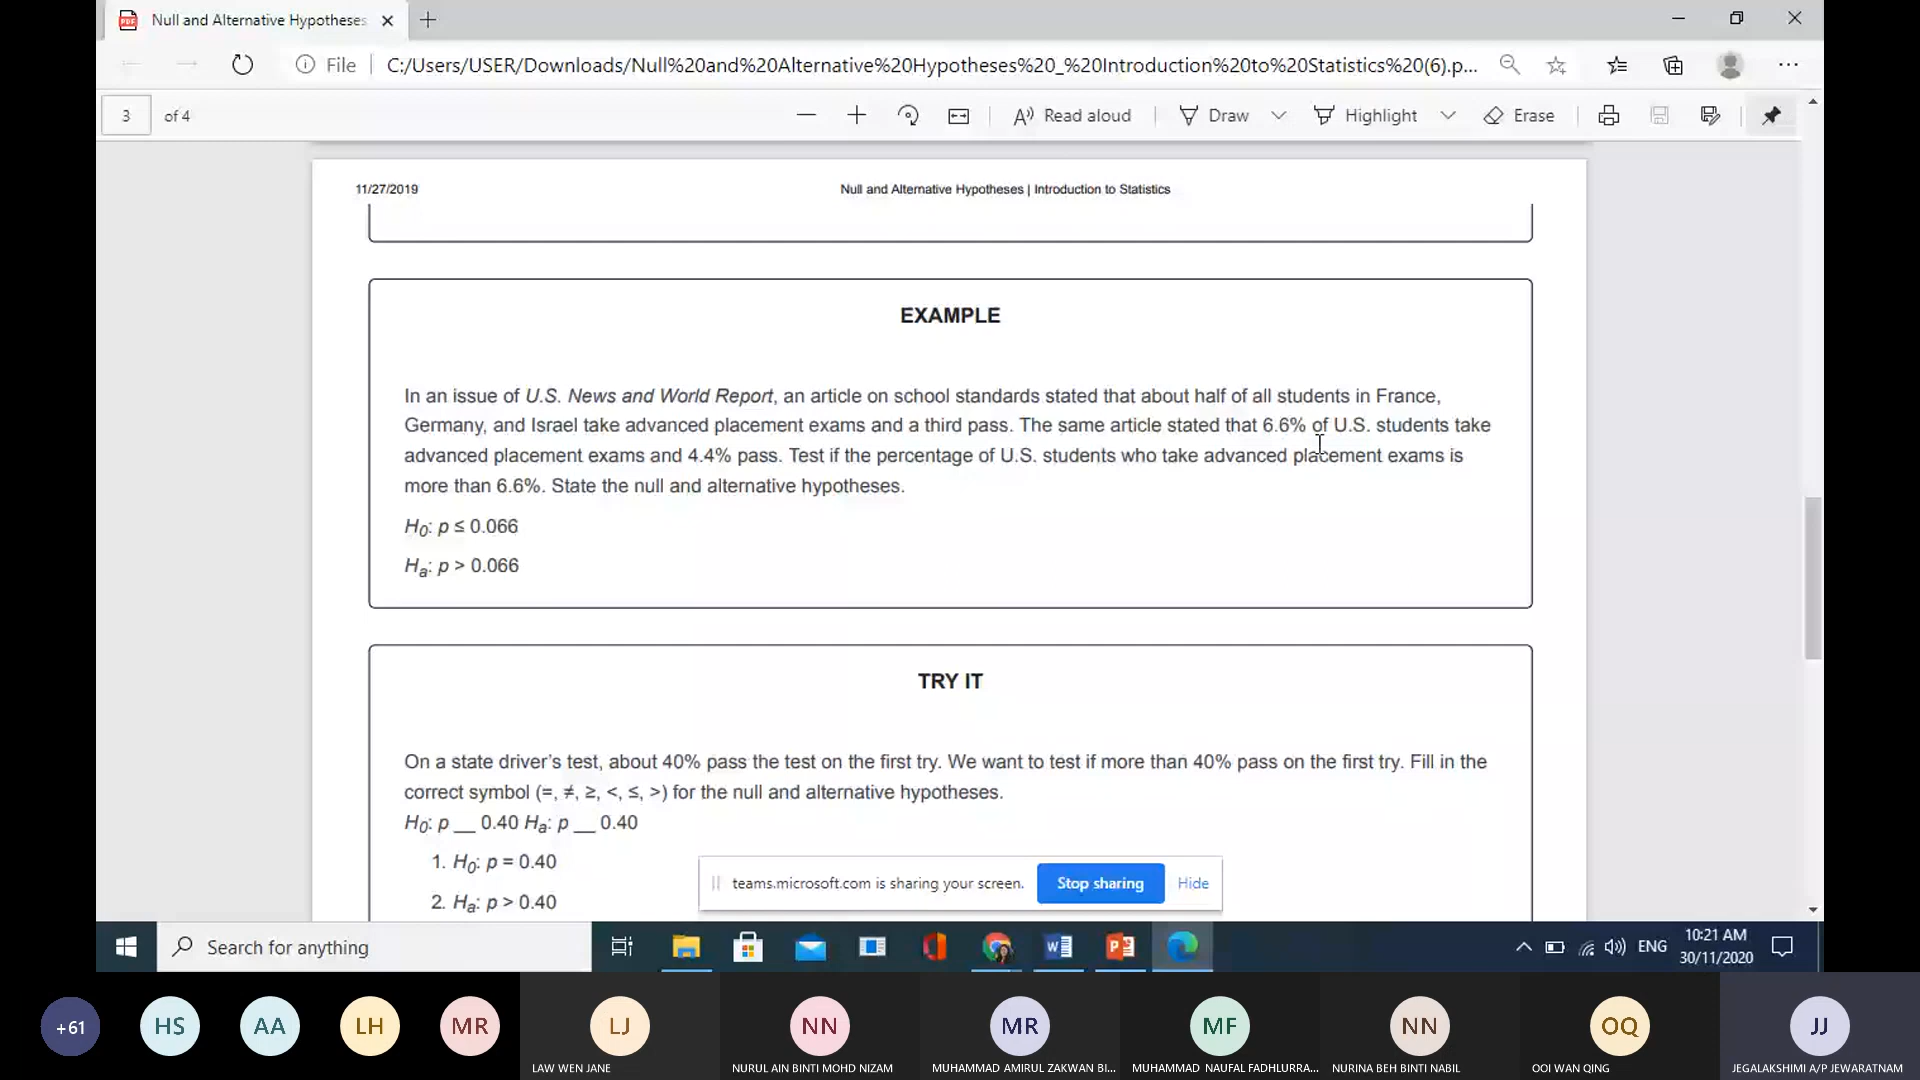 Null and Alternative Hypotheses
File
C:/Users/USER/Downloads/Null%20and%20Alternative%20Hypotheses%20_%20Introduction%20to%20Statistics%20(6).p...
3 of 4
Read aloud
Draw
Highlight
Erase
11/27/2019
Null and Alternative Hypotheses | Introduction to Statistics
EXAMPLE
In an issue of U.S. News and World Report, an article on school standards stated that about half of all students in France,
Germany, and Israel take advanced placement exams and a third pass. The same article stated that 6.6% of U.S. students take
advanced placement exams and 4.4% pass. Test if the percentage of U.S. students who take advanced placement exams is
more than 6.6%. State the null and alternative hypotheses.
H0: p ≤ 0.066
Ha: p > 0.066
TRY IT
On a state driver’s test, about 40% pass the test on the first try. We want to test if more than 40% pass on the first try. Fill in the
correct symbol (=, ≠, ≥, <, ≤, >) for the null and alternative hypotheses.
H0: p __ 0.40 Ha: p __ 0.40
1. H0: p = 0.40
2. Ha: p > 0.40
teams.microsoft.com is sharing your screen.
Stop sharing
Hide
Search for anything
ENG
10:21 AM
30/11/2020
+61
HS
AA
LH
MR
LJ
NN
MR
MF
NN
OQ
JJ
LAW WEN JANE
NURUL AIN BINTI MOHD NIZAM
MUHAMMAD AMIRUL ZAKWAN BI...
MUHAMMAD NAUFAL FADHLURRA...
NURINA BEH BINTI NABIL
OOI WAN QING
JEGALAKSHIMI A/P JEWARATNAM